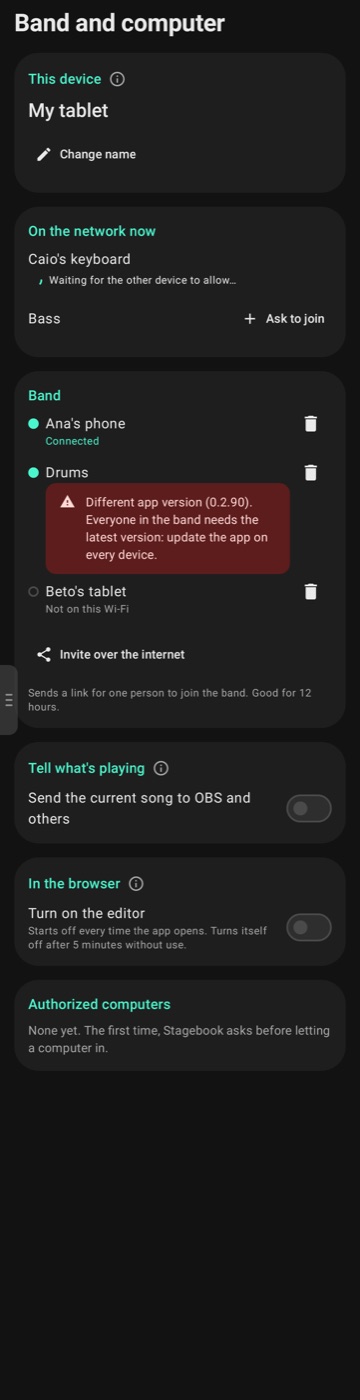 Band and computer
This device
My tablet
Change name
On the network now
Caio's keyboard
Waiting for the other device to allow…
Bass
Ask to join
Band
Ana's phone
Connected
Drums
Different app version (0.2.90).
Everyone in the band needs the
latest version: update the app on
every device.
Beto's tablet
Not on this Wi-Fi
Invite over the internet
Sends a link for one person to join the band. Good for 12
hours.
Tell what's playing
Send the current song to OBS and
others
In the browser
Turn on the editor
Starts off every time the app opens. Turns itself
off after 5 minutes without use.
Authorized computers
None yet. The first time, Stagebook asks before letting
a computer in.